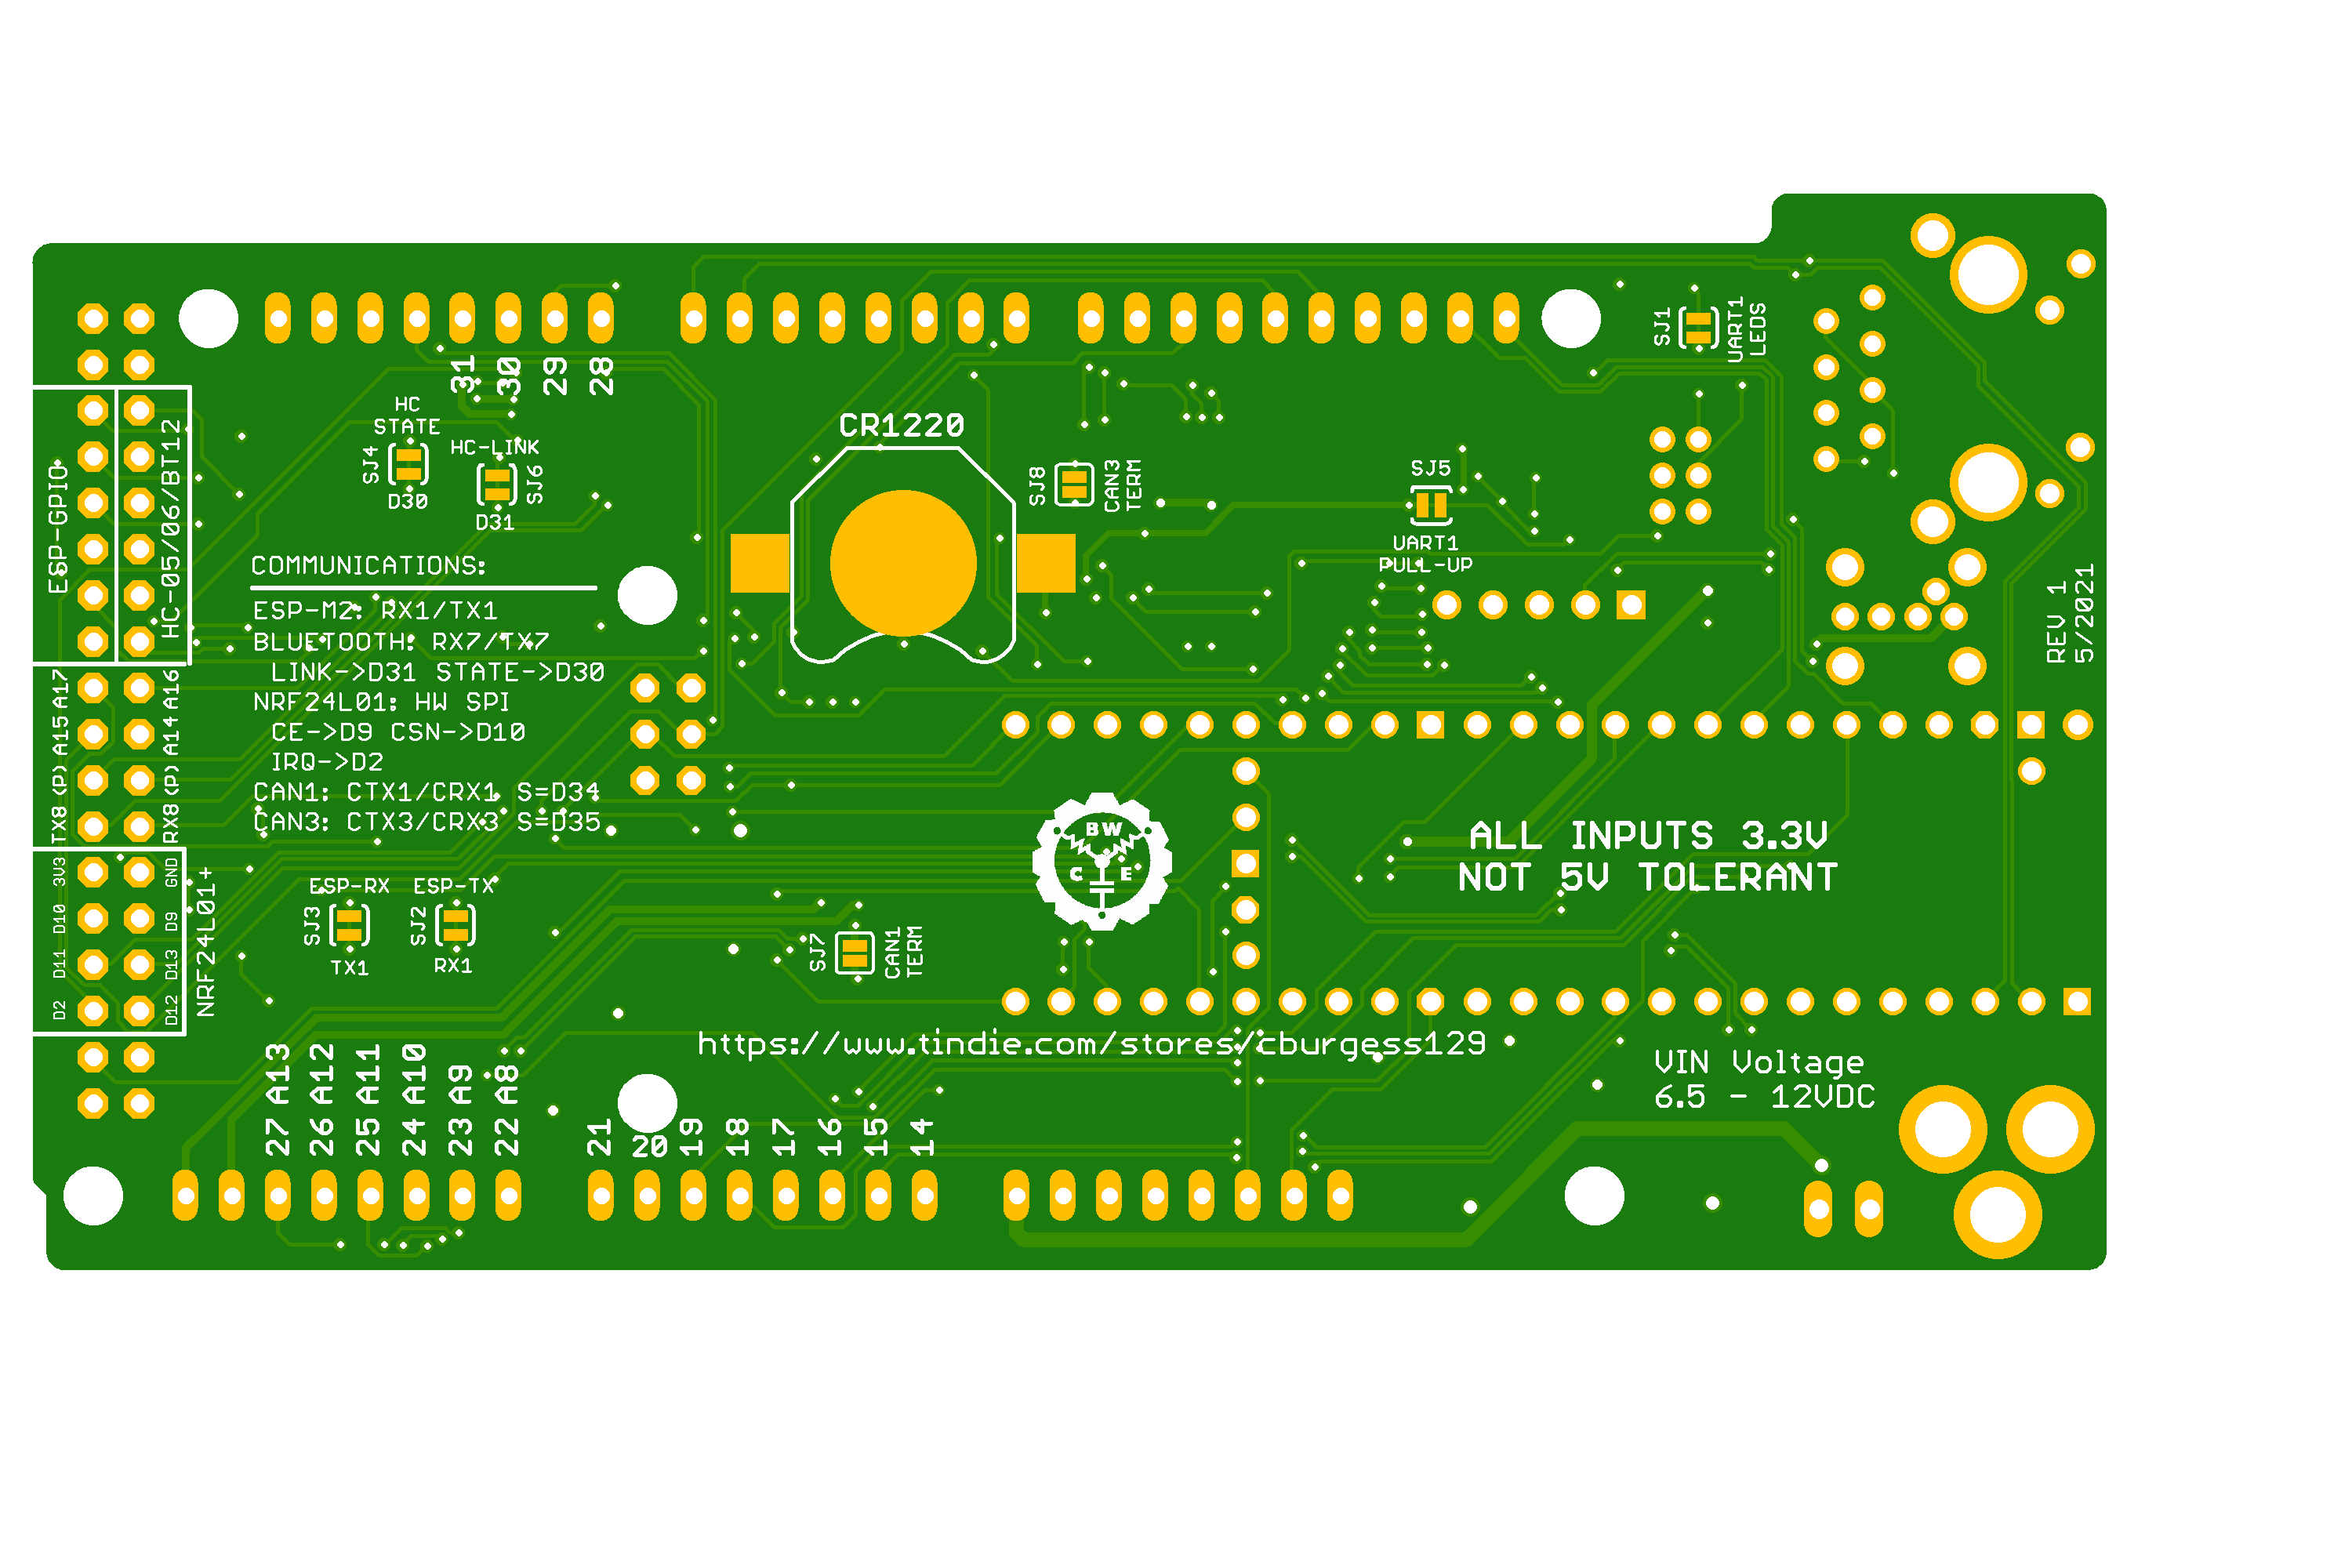 31
30
29
28
HC
STATE
SJ4
D30
HC-LINK
SJ6
D31
CR1220
SJ8
CAN3
TERM
SJ5
UART1
PULL-UP
SJ1
UART1
LEDS
ESP-GPIO
HC-05/06/BT12
COMMUNICATIONS:
ESP-M2: RX1/TX1
BLUETOOTH: RX7/TX7
LINK->D31 STATE->D30
NRF24L01: HW SPI
CE->D9 CSN->D10
IRQ->D2
CAN1: CTX1/CRX1 S=D34
CAN3: CTX3/CRX3 S=D35
REV 1
5/2021
TX8 (P) A15 A17
RX8 (P) A14 A16
3V3
GND
D10
D9
D11
D13
D2
D12
NRF24L01+
ESP-RX
SJ3
TX1
ESP-TX
SJ2
RX1
SJ7
CAN1
TERM
BW
C E
ALL INPUTS 3.3V
NOT 5V TOLERANT
https://www.tindie.com/stores/cburgess129
VIN Voltage
6.5 - 12VDC
27 A13
26 A12
25 A11
24 A10
23 A9
22 A8
21
20
19
18
17
16
15
14